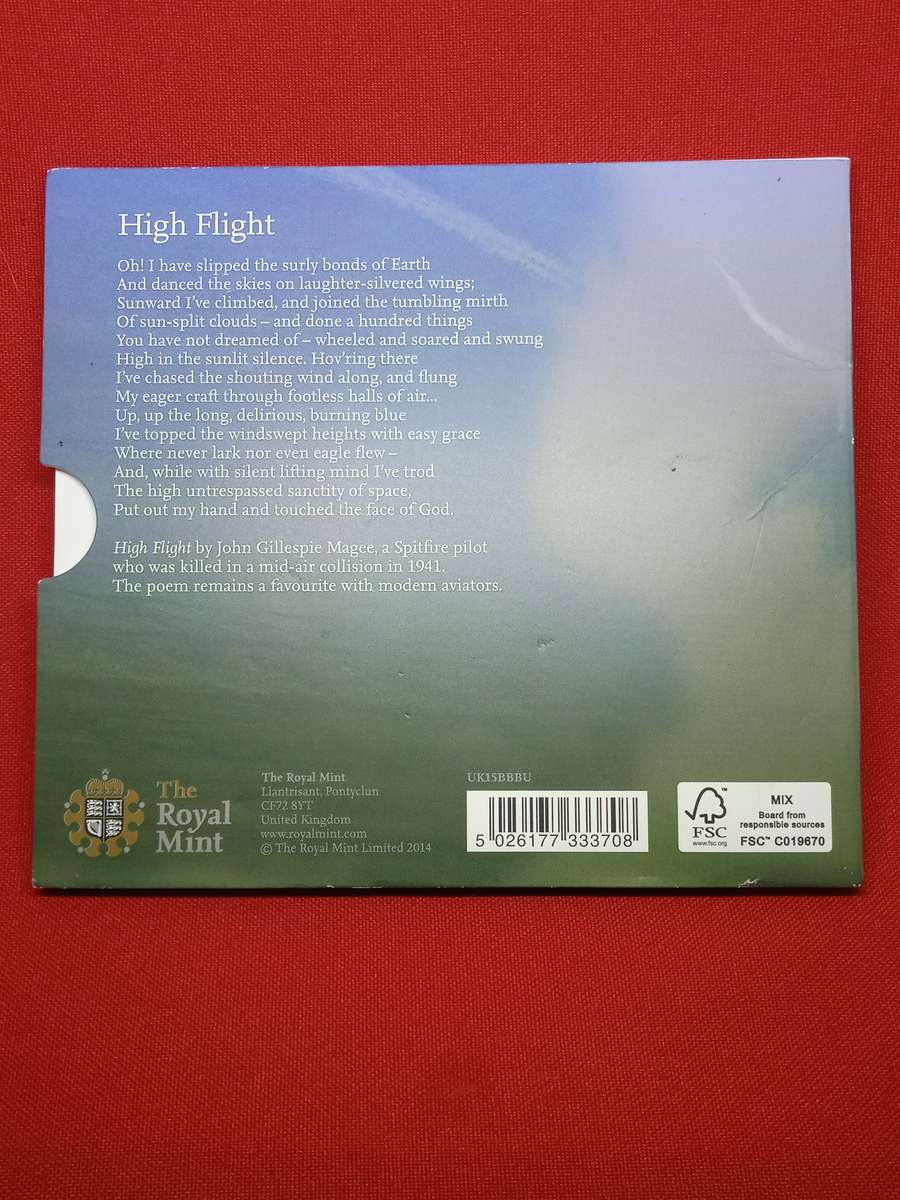 High Flight
Oh! I have slipped the surly bonds of Earth
And danced the skies on laughter-silvered wings;
Sunward I've climbed, and joined the tumbling mirth
Of sun-split clouds – and done a hundred things
You have not dreamed of – wheeled and soared and swung
High in the sunlit silence. Hov'ring there
I've chased the shouting wind along, and flung
My eager craft through footless halls of air...
Up, up the long, delirious, burning blue
I've topped the windswept heights with easy grace
Where never lark nor even eagle flew –
And, while with silent lifting mind I've trod
The high untrespassed sanctity of space,
Put out my hand and touched the face of God.
High Flight by John Gillespie Magee, a Spitfire pilot
who was killed in a mid-air collision in 1941.
The poem remains a favourite with modern aviators.
The
Royal
Mint
The Royal Mint
Llantrisant, Pontyclun
CF72 8YT
United Kingdom
www.royalmint.com
© The Royal Mint Limited 2014
UK15BBBU
5 026177 333708
FSC
www.fsc.org
MIX
Board from
responsible sources
FSC™ C019670